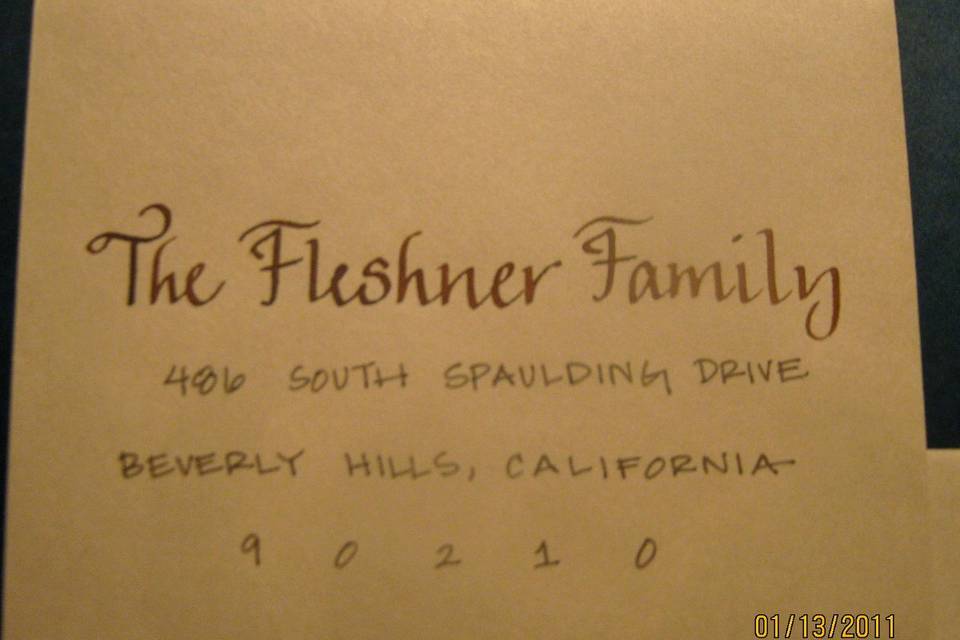 The Fleshner Family
486 SOUTH SPAULDING DRIVE
BEVERLY HILLS, CALIFORNIA
9 0 2 1 0
01/13/2011